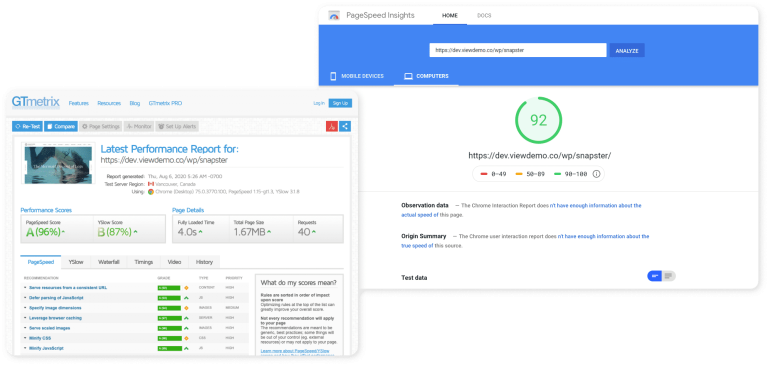 PageSpeed Insights HOME DOCS
https://dev.viewdemo.co/wp/snapster ANALYZE
MOBILE DEVICES COMPUTERS
92
https://dev.viewdemo.co/wp/snapster/
0–49 50–89 90–100
Observation data — The Chrome Interaction Report does n't have enough information about the
actual speed of this page.
Origin Summary — The Chrome user interaction report does n't have enough information about the
true speed of this source.
Test data
GTmetrix Features Resources Blog GTmetrix PRO Log in Sign Up
Re-Test Compare Page Settings Monitor Set Up Alerts
Latest Performance Report for:
https://dev.viewdemo.co/wp/snapster
Report generated: Thu, Aug 6, 2020 5:26 AM -0700
Test Server Region: Vancouver, Canada
Using: Chrome (Desktop) 75.0.3770.100, PageSpeed 1.15-gt1.3, YSlow 3.1.8
Performance Scores Page Details
PageSpeed Score YSlow Score Fully Loaded Time Total Page Size Requests
A(96%) B(87%) 4.0s 1.67MB 40
PageSpeed YSlow Waterfall Timings Video History
RECOMMENDATION GRADE TYPE PRIORITY
Serve resources from a consistent URL CONTENT HIGH
Defer parsing of JavaScript JS HIGH
Specify image dimensions IMAGES MEDIUM
Leverage browser caching SERVER HIGH
Serve scaled images IMAGES HIGH
Minify CSS CSS HIGH
Minify JavaScript JS HIGH
What do my scores mean?
Rules are sorted in order of impact
upon score
Optimizing rules at the top of the list can
greatly improve your overall score.
Not every recommendation will apply
to your page
The recommendations are meant to be
generic, best practices; some things will
be out of your control (eg. external
resources) or may not apply to your page.
Learn more about PageSpeed/YSlow